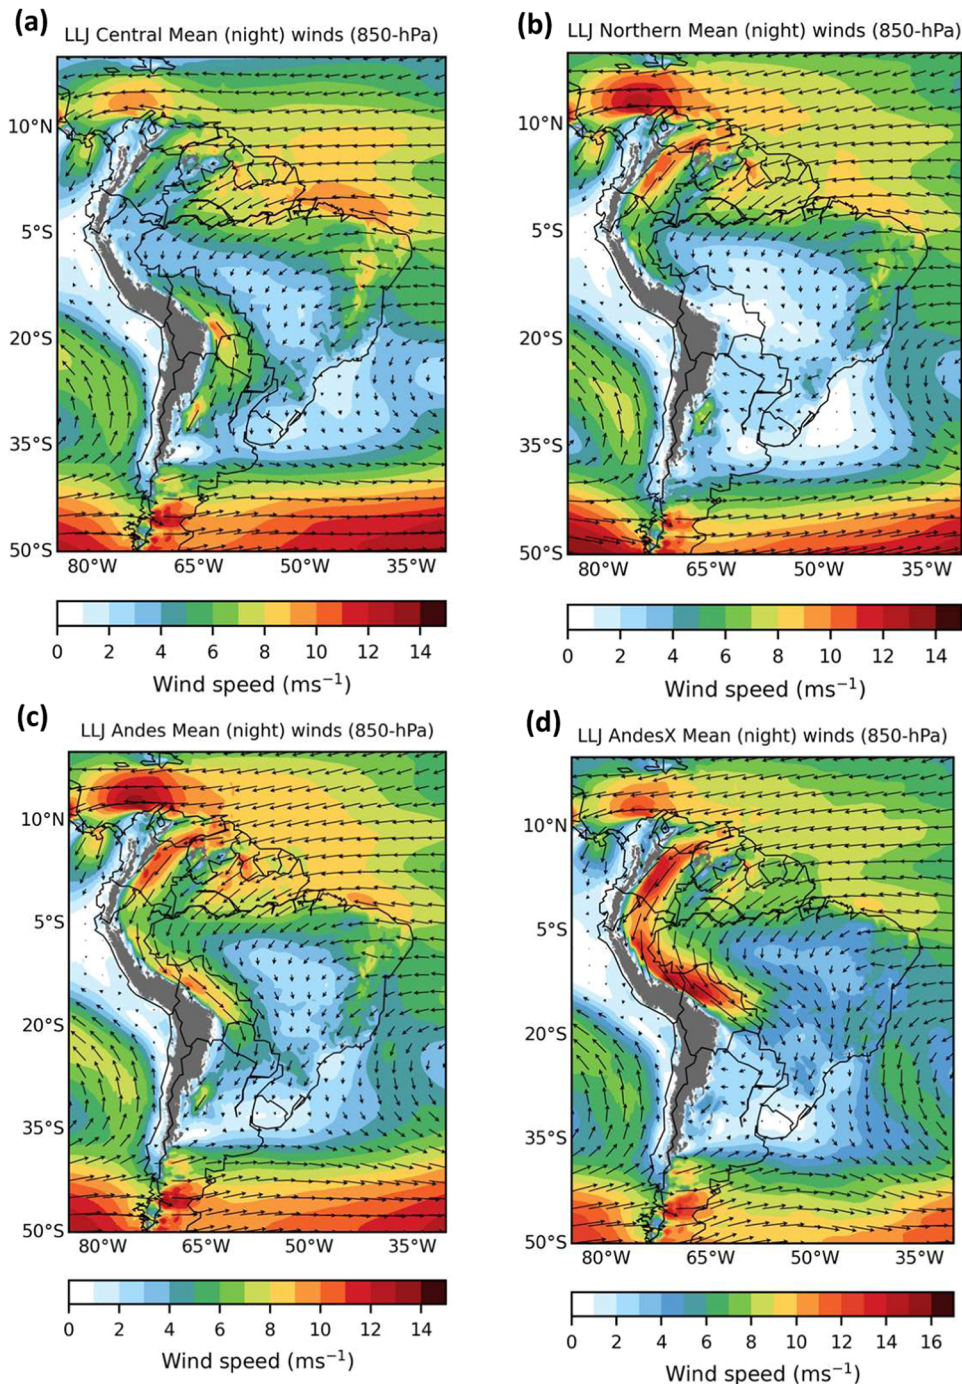 (a)
LLJ Central Mean (night) winds (850-hPa)
10°N
5°S
20°S
35°S
50°S
80°W 65°W 50°W 35°W
0 2 4 6 8 10 12 14
Wind speed (ms⁻¹)
(b)
LLJ Northern Mean (night) winds (850-hPa)
10°N
5°S
20°S
35°S
50°S
80°W 65°W 50°W 35°W
0 2 4 6 8 10 12 14
Wind speed (ms⁻¹)
(c)
LLJ Andes Mean (night) winds (850-hPa)
10°N
5°S
20°S
35°S
50°S
80°W 65°W 50°W 35°W
0 2 4 6 8 10 12 14
Wind speed (ms⁻¹)
(d)
LLJ AndesX Mean (night) winds (850-hPa)
10°N
5°S
20°S
35°S
50°S
80°W 65°W 50°W 35°W
0 2 4 6 8 10 12 14 16
Wind speed (ms⁻¹)